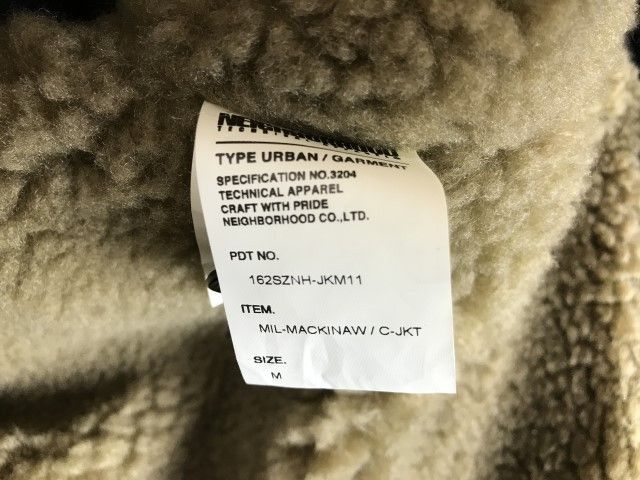 TYPE URBAN / GARMENT
SPECIFICATION NO.3204
TECHNICAL APPAREL
CRAFT WITH PRIDE
NEIGHBORHOOD CO.,LTD.
PDT NO.
162SZNH-JKM11
ITEM.
MIL-MACKINAW / C-JKT
SIZE.
M